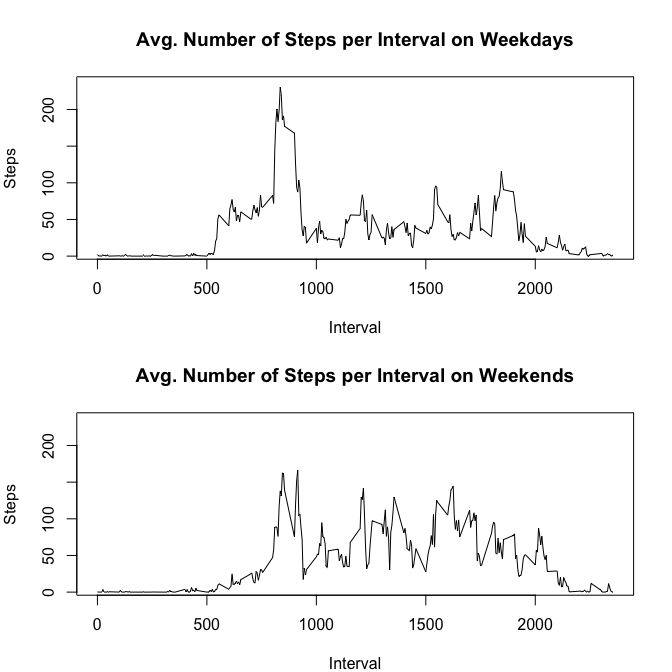 Avg. Number of Steps per Interval on Weekdays
Steps
200
100
50
0
0 500 1000 1500 2000
Interval
Avg. Number of Steps per Interval on Weekends
Steps
200
100
50
0
0 500 1000 1500 2000
Interval